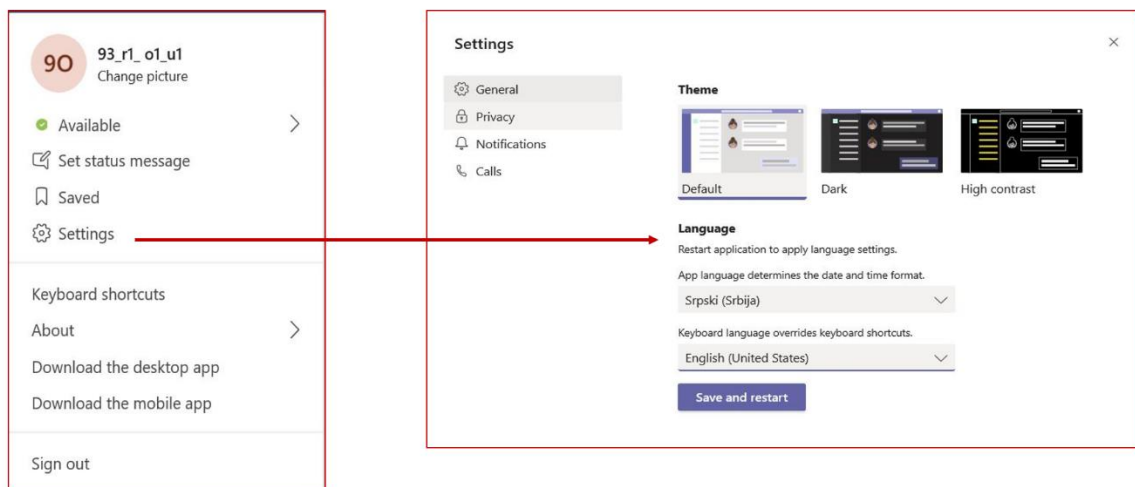 9O
93_r1_ o1_u1
Change picture
Available
Set status message
Saved
Settings
Keyboard shortcuts
About
Download the desktop app
Download the mobile app
Sign out
Settings
General
Privacy
Notifications
Calls
Theme
Default
Dark
High contrast
Language
Restart application to apply language settings.
App language determines the date and time format.
Srpski (Srbija)
Keyboard language overrides keyboard shortcuts.
English (United States)
Save and restart